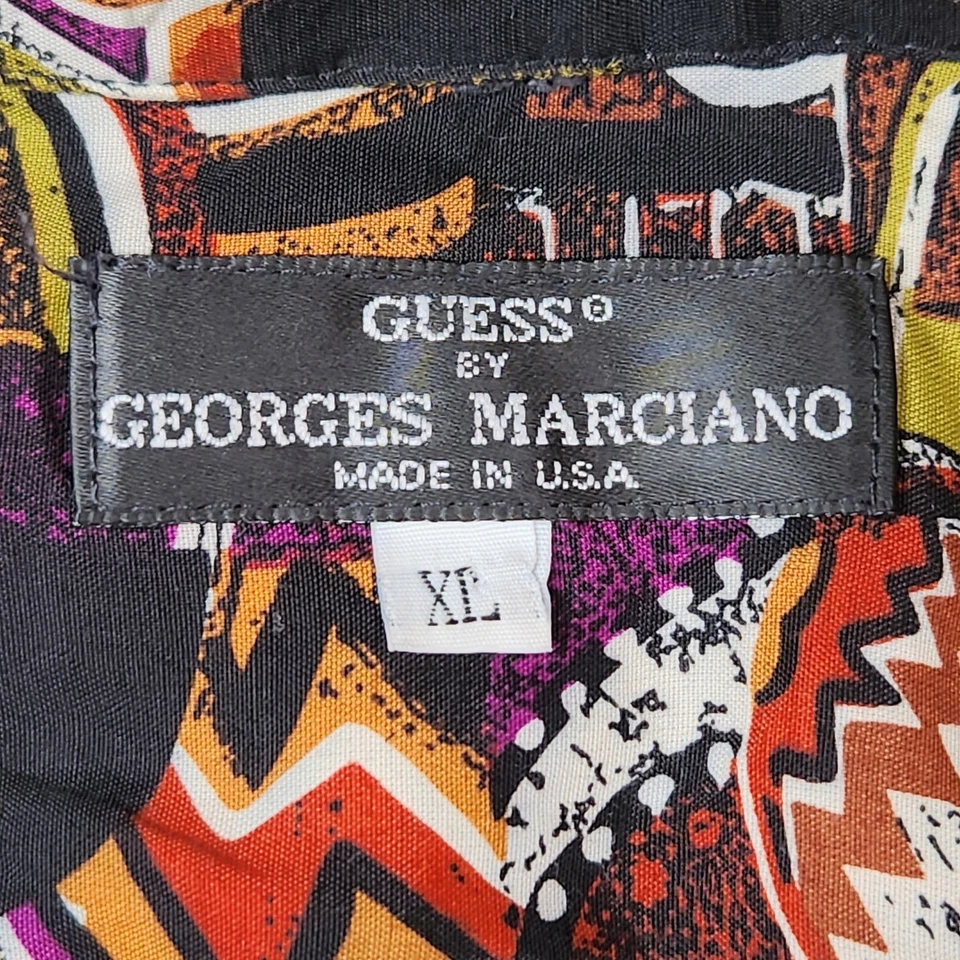 GUESS®
BY
GEORGES MARCIANO
MADE IN U.S.A.
XL